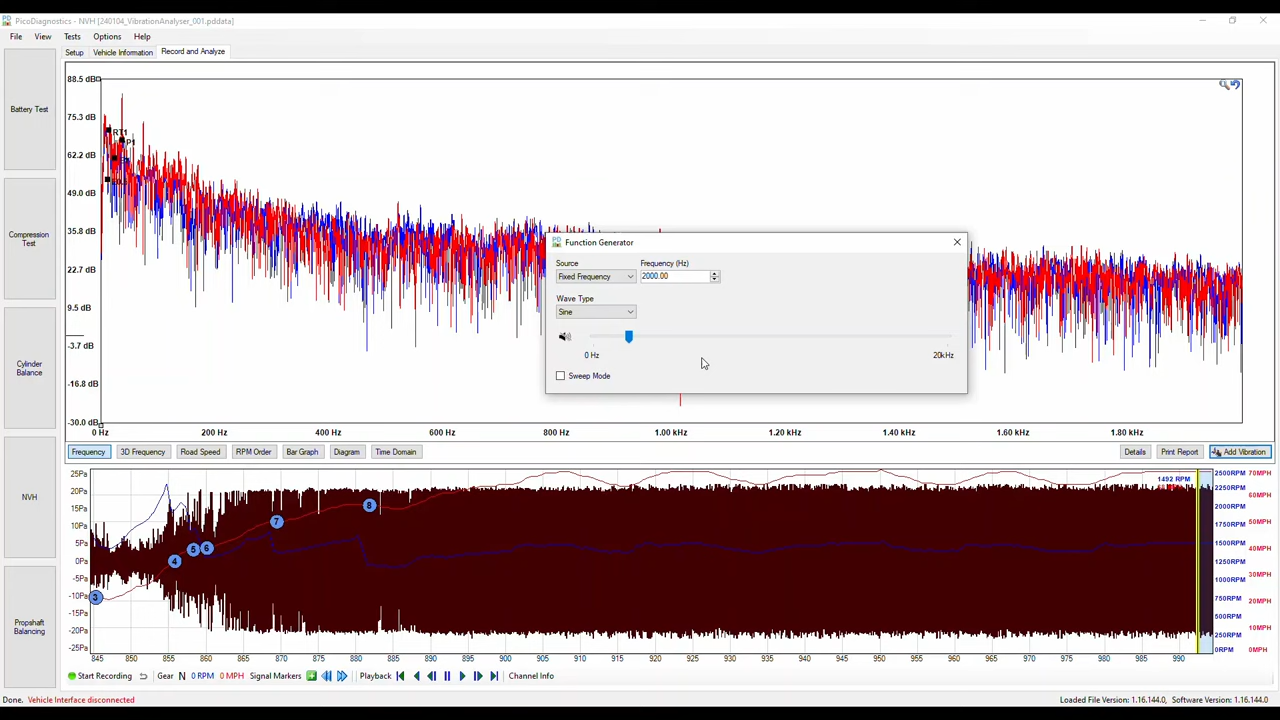 PicoDiagnostics - NVH [240104_VibrationAnalyser_001.pddata]
File View Tests Options Help
Setup Vehicle Information Record and Analyze
Battery Test
Compression Test
Cylinder Balance
NVH
Propshaft Balancing
88.5 dB
75.3 dB
62.2 dB
49.0 dB
35.8 dB
22.7 dB
9.5 dB
-3.7 dB
-16.8 dB
-30.0 dB
RT1
P1
0 Hz 200 Hz 400 Hz 600 Hz 800 Hz 1.00 KHz 1.20 KHz 1.40 KHz 1.60 KHz 1.80 KHz
Function Generator
Source Frequency (Hz)
Fixed Frequency 2000.00
Wave Type
Sine
0 Hz 20kHz
Sweep Mode
Frequency 3D Frequency Road Speed RPM Order Bar Graph Diagram Time Domain Details Print Report Add Vibration
25Pa
20Pa
15Pa
10Pa
5Pa
0Pa
-5Pa
-10Pa
-15Pa
-20Pa
-25Pa
3 4 5 6 7 8
1492 RPM
2500RPM 70MPH
2250RPM
2000RPM
1750RPM
1500RPM
1250RPM
1000RPM
750RPM
500RPM
250RPM
0RPM
60MPH
50MPH
40MPH
30MPH
20MPH
10MPH
0MPH
845 850 855 860 865 870 875 880 885 890 895 900 905 910 915 920 925 930 935 940 945 950 955 960 965 970 975 980 985 990
Start Recording Gear N 0 RPM 0 MPH Signal Markers Playback Channel Info
Done. Vehicle Interface disconnected Loaded File Version: 1.16.144.0, Software Version: 1.16.144.0